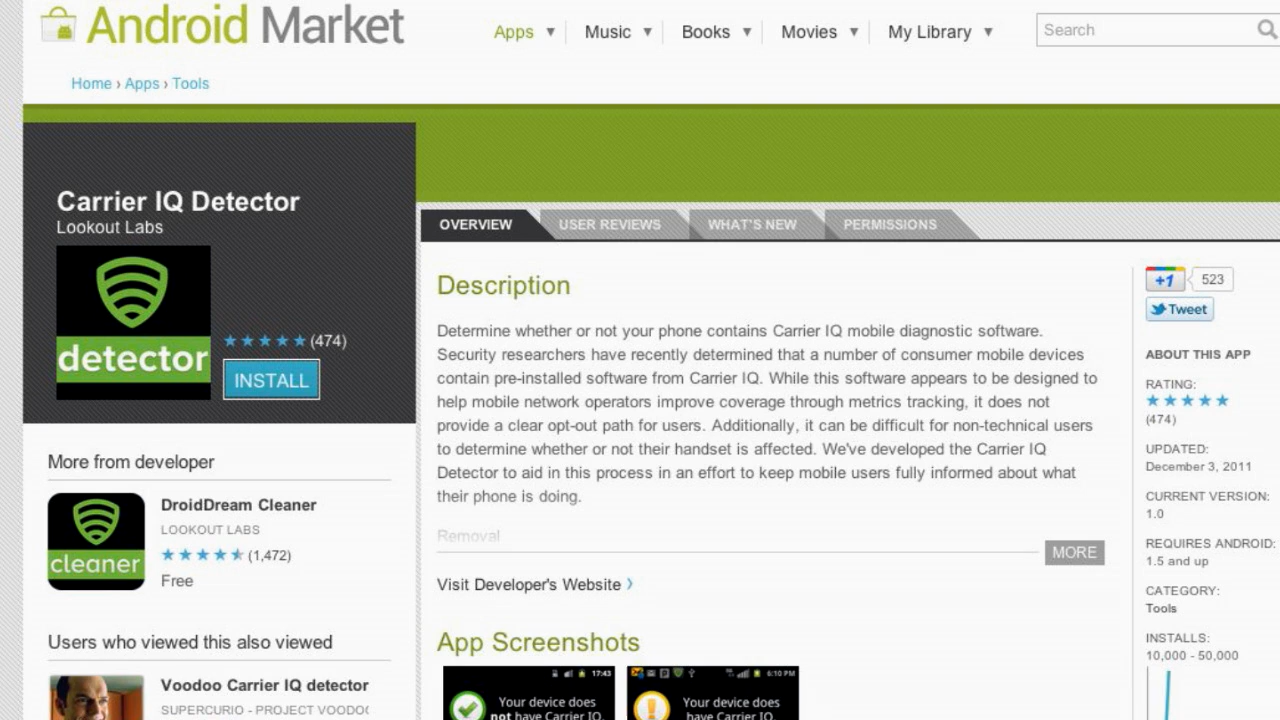 Android Market
Apps ▼ Music ▼ Books ▼ Movies ▼ My Library ▼
Search
Home › Apps › Tools
Carrier IQ Detector
Lookout Labs
detector
(474)
INSTALL
More from developer
cleaner
DroidDream Cleaner
LOOKOUT LABS
(1,472)
Free
Users who viewed this also viewed
Voodoo Carrier IQ detector
SUPERCURIO - PROJECT VOODO
OVERVIEW USER REVIEWS WHAT'S NEW PERMISSIONS
Description
Determine whether or not your phone contains Carrier IQ mobile diagnostic software.
Security researchers have recently determined that a number of consumer mobile devices
contain pre-installed software from Carrier IQ. While this software appears to be designed to
help mobile network operators improve coverage through metrics tracking, it does not
provide a clear opt-out path for users. Additionally, it can be difficult for non-technical users
to determine whether or not their handset is affected. We've developed the Carrier IQ
Detector to aid in this process in an effort to keep mobile users fully informed about what
their phone is doing.
Removal
MORE
Visit Developer's Website ›
App Screenshots
17:43
Your device does
not have Carrier IQ.
6:10 PM
Your device does
have Carrier IQ.
+1 523
Tweet
ABOUT THIS APP
RATING:
(474)
UPDATED:
December 3, 2011
CURRENT VERSION:
1.0
REQUIRES ANDROID:
1.5 and up
CATEGORY:
Tools
INSTALLS:
10,000 - 50,000